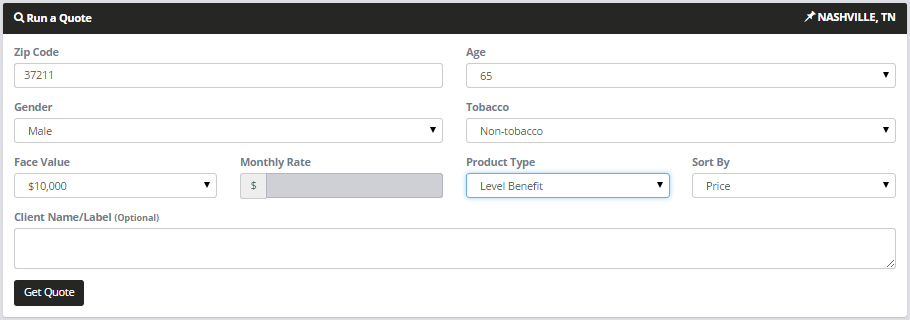 Run a Quote NASHVILLE, TN
Zip Code Age
37211 65
Gender Tobacco
Male Non-tobacco
Face Value Monthly Rate Product Type Sort By
$10,000 $ Level Benefit Price
Client Name/Label (Optional)
Get Quote